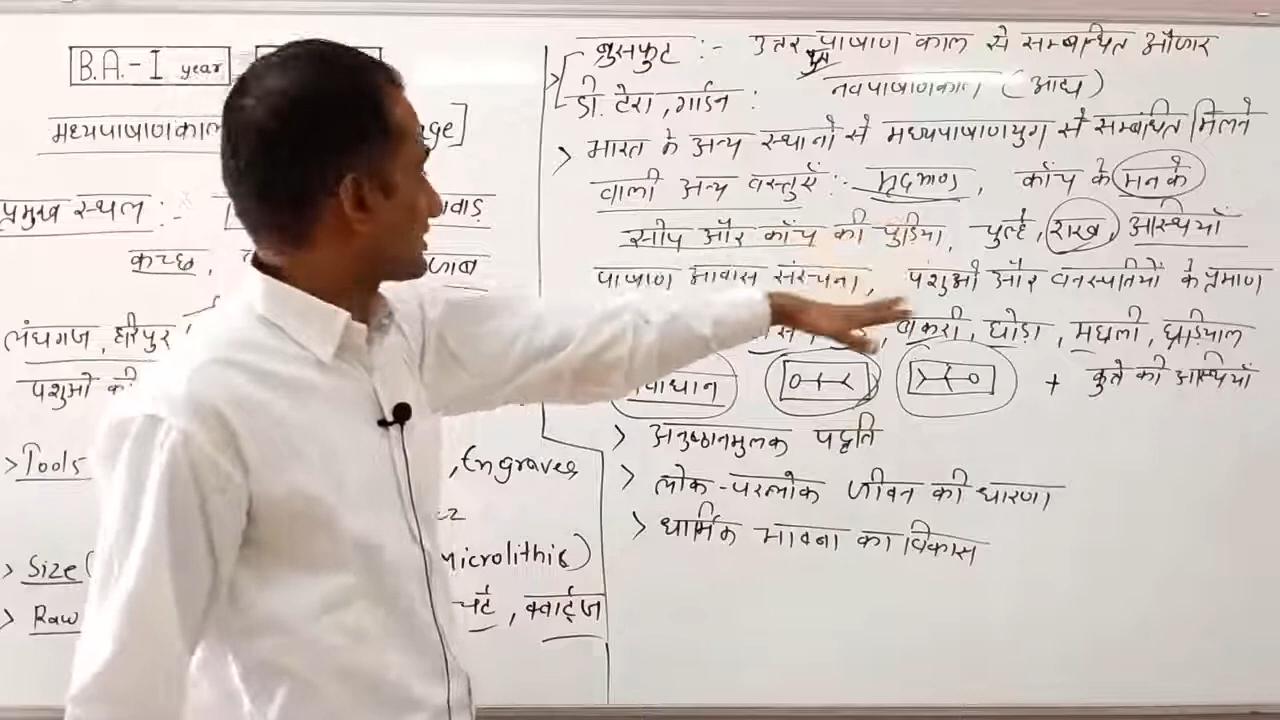 B.A.-I year
मध्यपाषाणकाल ge]
प्रमुख स्थल :- वाड
कच्छ, जाब
लंघगज, हीरपुर
पशुओ की
> Tools , Engraves
> Size ( Microlithic)
> Raw चर्ट, क्वार्ट्ज
ब्रुसफुट :- उत्तर पुरा पाषाण काल से सम्बन्धित औजार
डी. टेरा, गार्डन : नवपाषाणकाल (आद्य)
> भारत के अन्य स्थानो से मध्यपाषाणयुग से सम्बंधित मिलने
वाली अन्य वस्तुएँ :- मृदभाण्ड, काँच के मनके
सीप और काँच की चुडिया, चुल्हे, राख, अस्थियाँ
पाषाण आवास संरचना, पशुओं और वनस्पतियों के प्रमाण
बकरी, घोड़ा, मछली, घड़ियाल
वाधान + कुत्ते की अस्थियाँ
> अनुष्ठानमुलक पद्धति
> लोक-परलोक जीवन की धारणा
> धार्मिक भावना का विकास